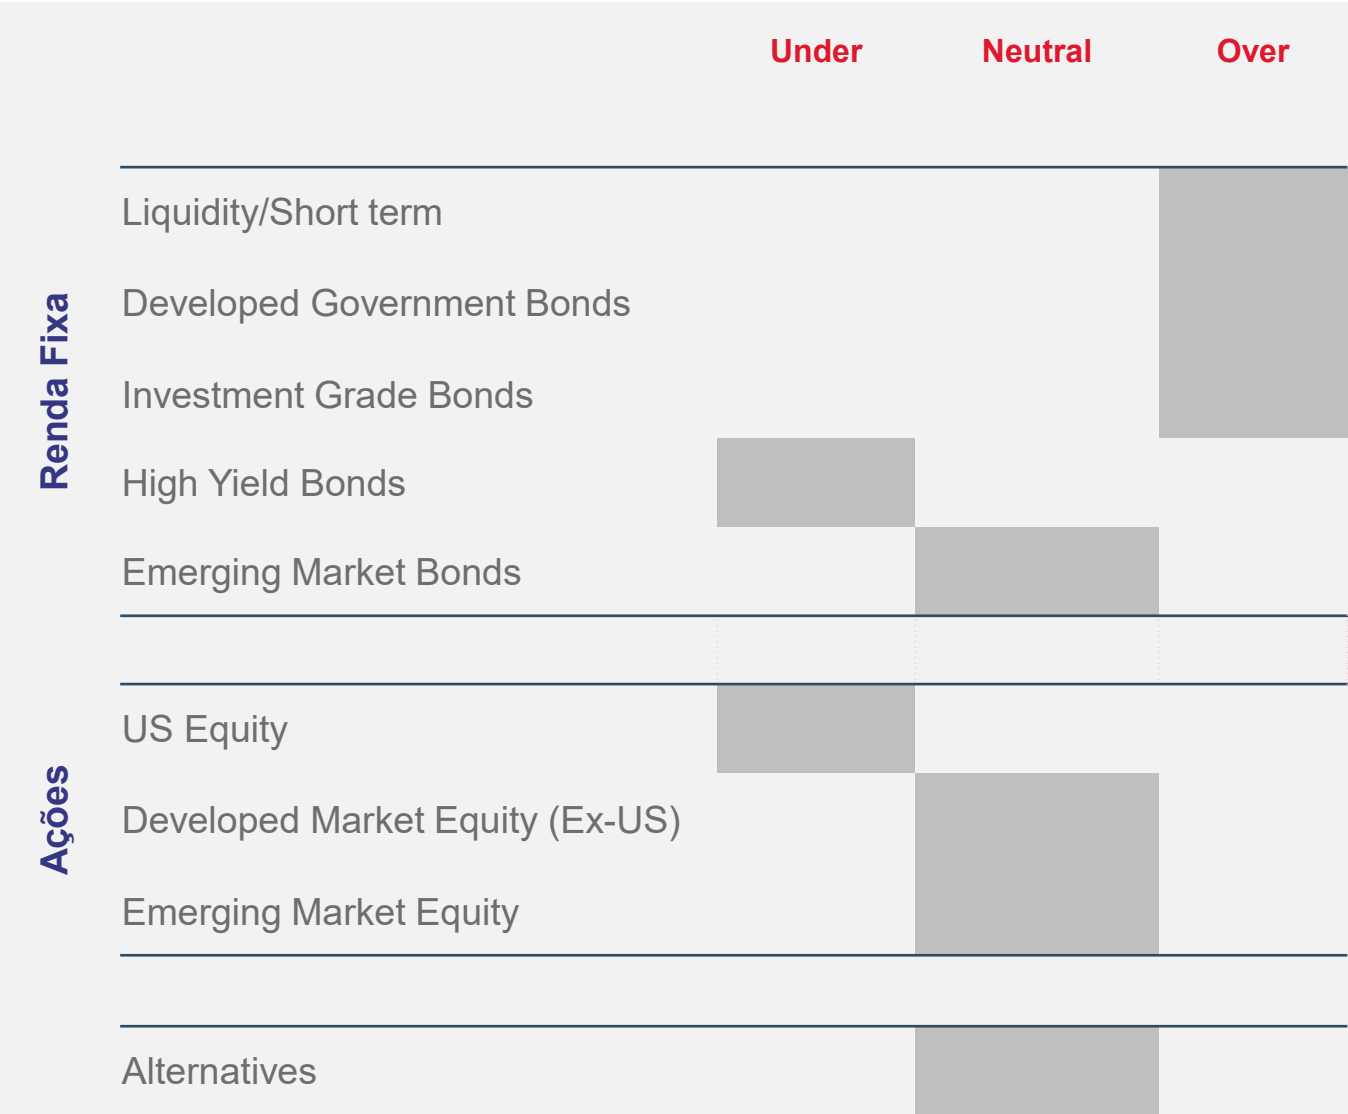 Under Neutral Over
Renda Fixa
Liquidity/Short term
Developed Government Bonds
Investment Grade Bonds
High Yield Bonds
Emerging Market Bonds
Ações
US Equity
Developed Market Equity (Ex-US)
Emerging Market Equity
Alternatives